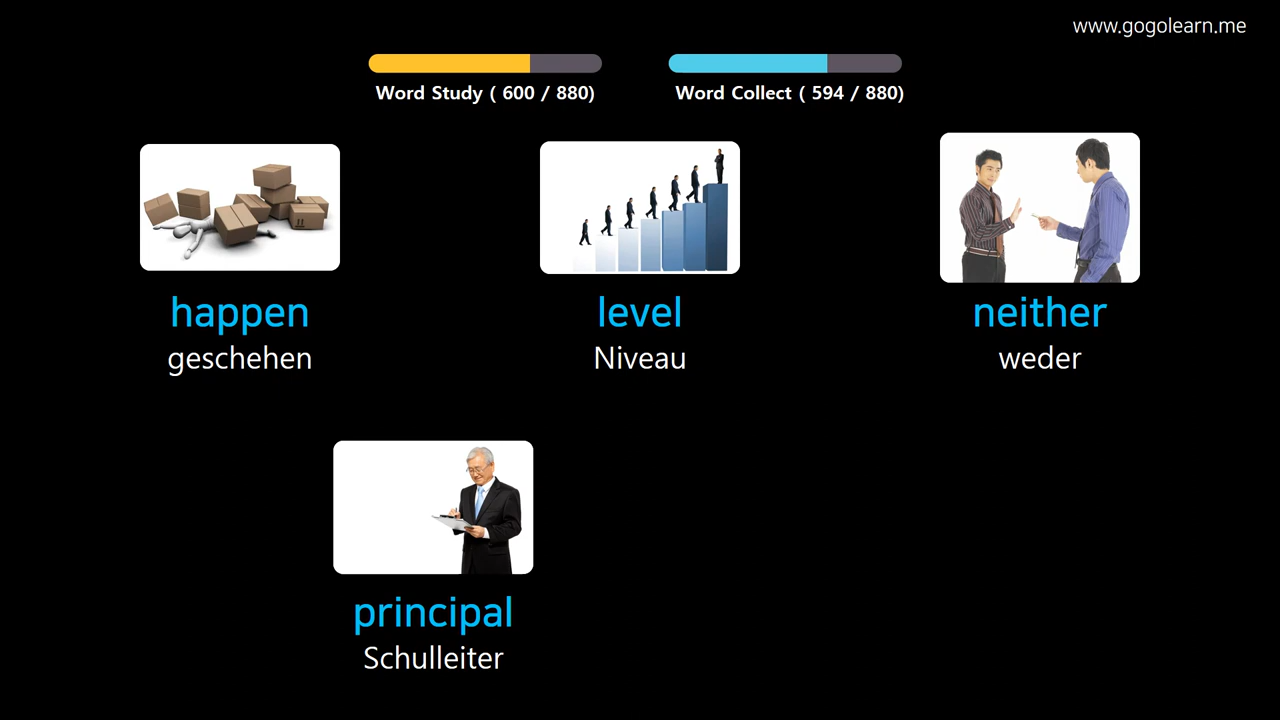 www.gogolearn.me
Word Study ( 600 / 880)
Word Collect ( 594 / 880)
happen
geschehen
level
Niveau
neither
weder
principal
Schulleiter